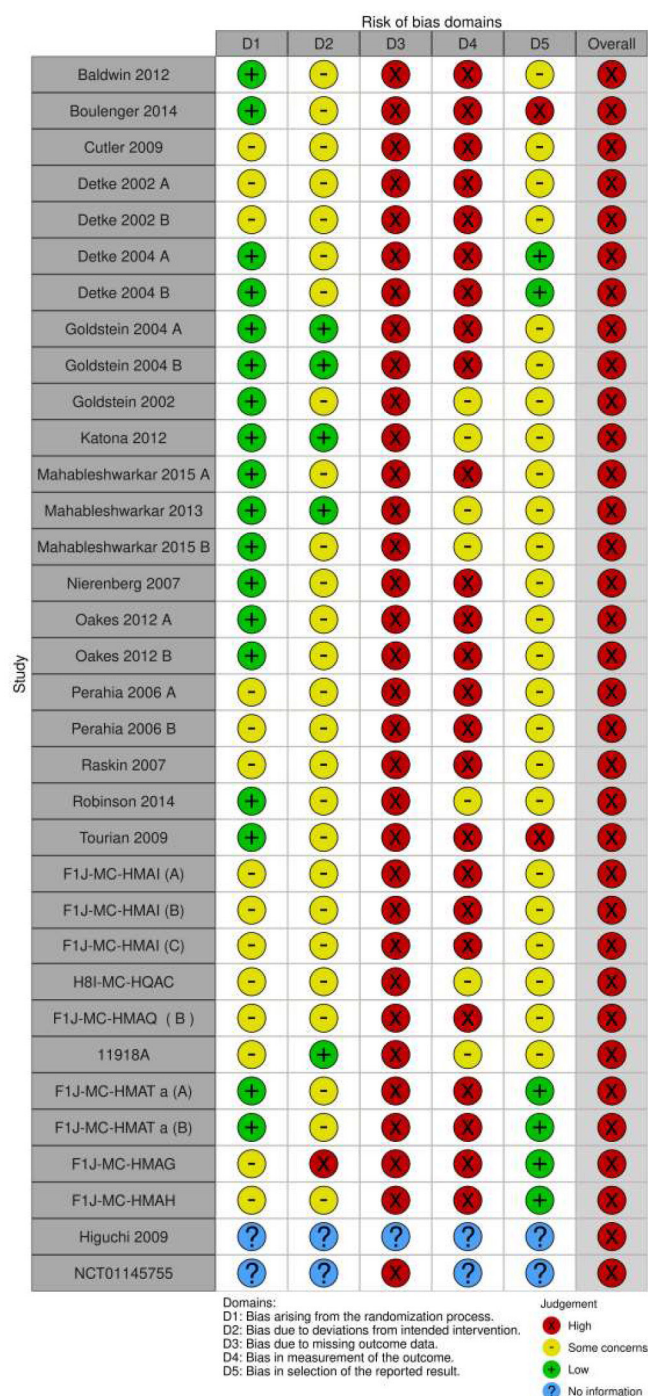 Risk of bias domains
D1 D2 D3 D4 D5 Overall
Study
Baldwin 2012 + - X X - X
Boulenger 2014 + - X X X X
Cutler 2009 - - X X - X
Detke 2002 A - - X X - X
Detke 2002 B - - X X - X
Detke 2004 A + - X X + X
Detke 2004 B + - X X + X
Goldstein 2004 A + + X X - X
Goldstein 2004 B + + X X - X
Goldstein 2002 + - X - - X
Katona 2012 + + X - - X
Mahableshwarkar 2015 A + - X X - X
Mahableshwarkar 2013 + + X - - X
Mahableshwarkar 2015 B + - X - - X
Nierenberg 2007 + - X X - X
Oakes 2012 A + - X X - X
Oakes 2012 B + - X X - X
Perahia 2006 A - - X X - X
Perahia 2006 B - - X X - X
Raskin 2007 - - X X - X
Robinson 2014 + - X - - X
Tourian 2009 + - X X X X
F1J-MC-HMAI (A) - - X X - X
F1J-MC-HMAI (B) - - X X - X
F1J-MC-HMAI (C) - - X X - X
H8I-MC-HQAC - - X - - X
F1J-MC-HMAQ ( B ) - - X X - X
11918A - + X - - X
F1J-MC-HMAT a (A) + - X X + X
F1J-MC-HMAT a (B) + - X X + X
F1J-MC-HMAG - X X X + X
F1J-MC-HMAH - - X X + X
Higuchi 2009 ? ? ? ? ? X
NCT01145755 ? ? X ? ? X
Domains:
D1: Bias arising from the randomization process.
D2: Bias due to deviations from intended intervention.
D3: Bias due to missing outcome data.
D4: Bias in measurement of the outcome.
D5: Bias in selection of the reported result.
Judgement
X High
- Some concerns
+ Low
? No information